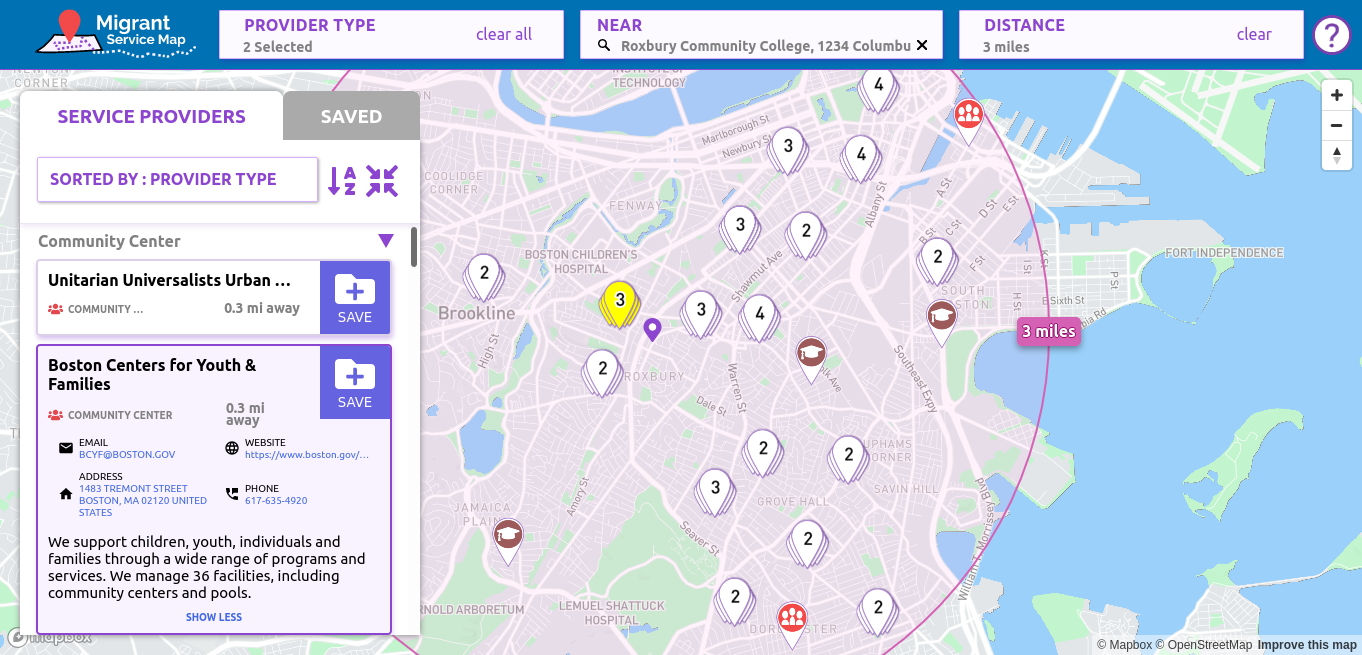 Migrant
Service Map
PROVIDER TYPE
2 Selected
clear all
NEAR
Roxbury Community College, 1234 Columbu
DISTANCE
3 miles
clear
?
SERVICE PROVIDERS
SAVED
SORTED BY : PROVIDER TYPE
A
Z
Community Center
Unitarian Universalists Urban ...
COMMUNITY ...
0.3 mi away
SAVE
Boston Centers for Youth &
Families
COMMUNITY CENTER
0.3 mi
away
SAVE
EMAIL
BCYF@BOSTON.GOV
WEBSITE
https://www.boston.gov/...
ADDRESS
1483 TREMONT STREET
BOSTON, MA 02120 UNITED
STATES
PHONE
617-635-4920
We support children, youth, individuals and
families through a wide range of programs and
services. We manage 36 facilities, including
community centers and pools.
SHOW LESS
mapbox
CORNER
TECHNOLOGY
4
Marlborough St
Newbury St
3
4
COOLIDGE
CORNER
FENWAY
Albany St
A St
D St
E St
B St
C St
F St
3
2
2
BOSTON CHILDREN'S
HOSPITAL
2
Shawmut Ave
SOUTH
BOSTON
I St
K St
H St
P St
E Sixth St
FORT INDEPENDENCE
Brookline
3
3
4
3 miles
High St
2
ROXBURY
Warren St
Dale St
Southeast Expy
2
2
CORNER
3
GROVE HALL
SAVIN HILL
JAMAICA
PLAIN
Amory St
Seaver St
2
William T. Morrissey Blvd
2
2
ARNOLD ARBORETUM
LEMUEL SHATTUCK
HOSPITAL
DORCHESTER
© Mapbox © OpenStreetMap Improve this map